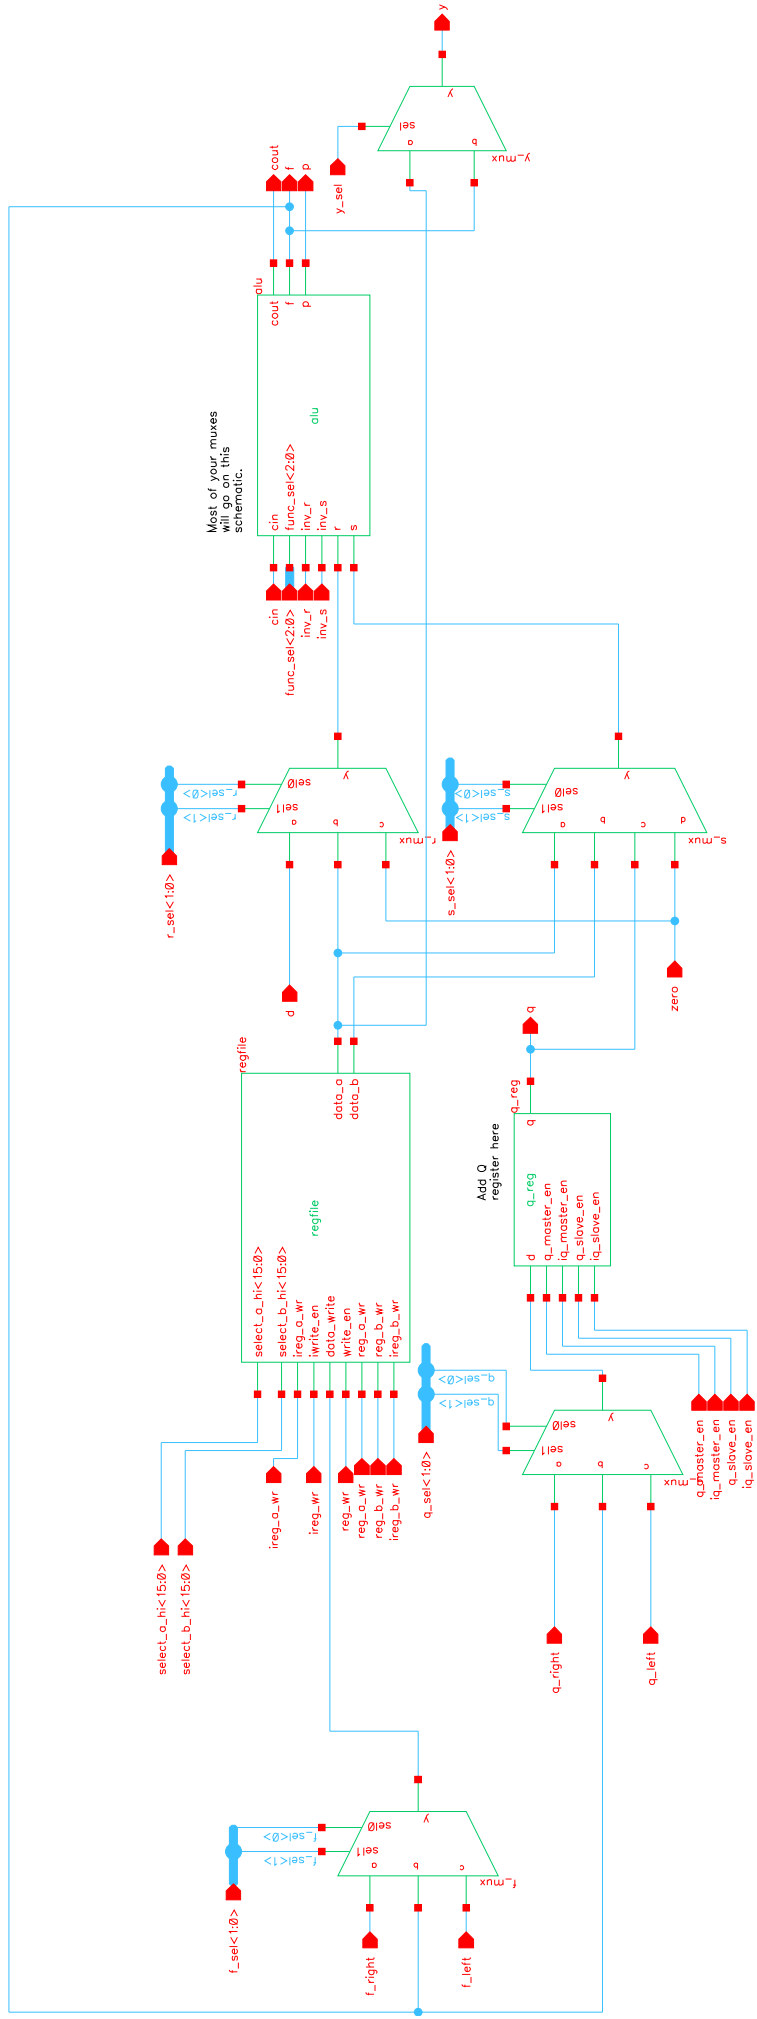 y
y
sel
a
b
y_mux
y_sel
cout
f
p
alu
cout
f
p
alu
Most of your muxes
will go on this
schematic.
cin
func_sel<2:0>
inv_r
inv_s
r
s
cin
func_sel<2:0>
inv_r
inv_s
r_sel<0>
r_sel<1>
r_sel<1:0>
y
sel0
sel1
a
b
c
r_mux
s_sel<0>
s_sel<1>
s_sel<1:0>
y
sel0
sel1
a
b
c
d
s_mux
d
zero
q
regfile
data_a
data_b
regfile
select_a_hi<15:0>
select_b_hi<15:0>
ireg_a_wr
iwrite_en
data_write
write_en
reg_a_wr
reg_b_wr
ireg_b_wr
Add Q
register here
q_reg
q
q_reg
d
q_master_en
iq_master_en
q_slave_en
iq_slave_en
select_a_hi<15:0>
select_b_hi<15:0>
ireg_a_wr
ireg_wr
reg_wr
reg_a_wr
reg_b_wr
ireg_b_wr
q_sel<0>
q_sel<1>
q_sel<1:0>
y
sel0
sel1
a
b
c
q_master_en
iq_master_en
q_slave_en
iq_slave_en
q_right
q_left
f_sel<0>
f_sel<1>
f_sel<1:0>
y
sel0
sel1
a
b
c
f_mux
f_right
f_left